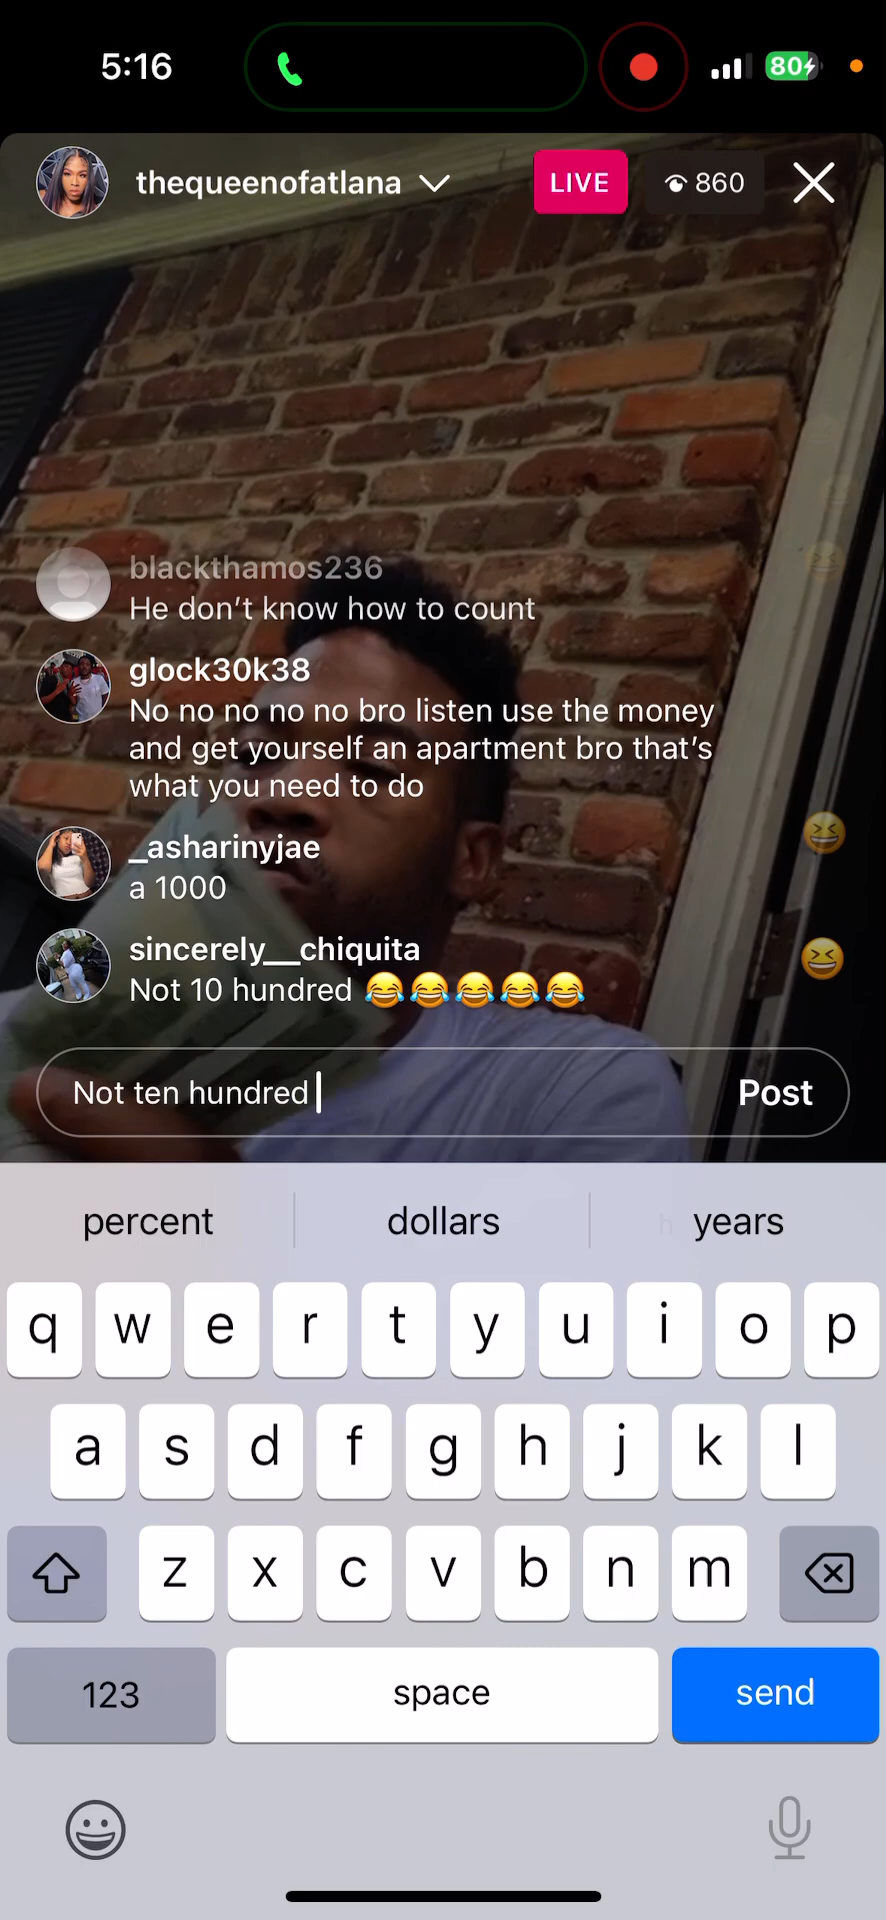 5:16
80
thequeenofatlana
LIVE
860
blackthamos236
He don’t know how to count
glock30k38
No no no no no bro listen use the money
and get yourself an apartment bro that’s
what you need to do
_asharinyjae
a 1000
sincerely__chiquita
Not 10 hundred 😂😂😂😂😂
Not ten hundred
Post
percent dollars years
q w e r t y u i o p
a s d f g h j k l
z x c v b n m
123 space send